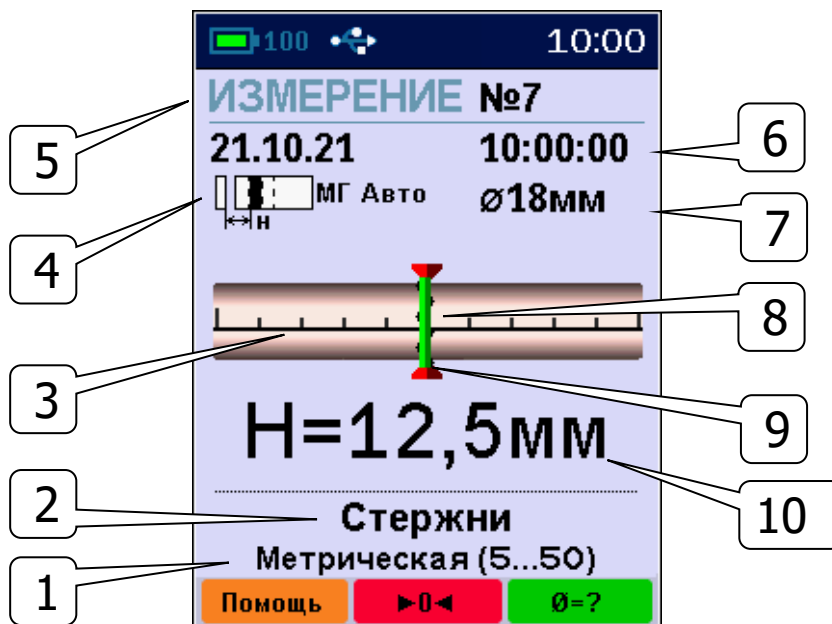 100 10:00
ИЗМЕРЕНИЕ №7
21.10.21 10:00:00
МГ Авто ⌀18мм
H
H=12,5мм
Стержни
Метрическая (5...50)
Помощь ►0◄ Ø=?
5
4
3
2
1
6
7
8
9
10